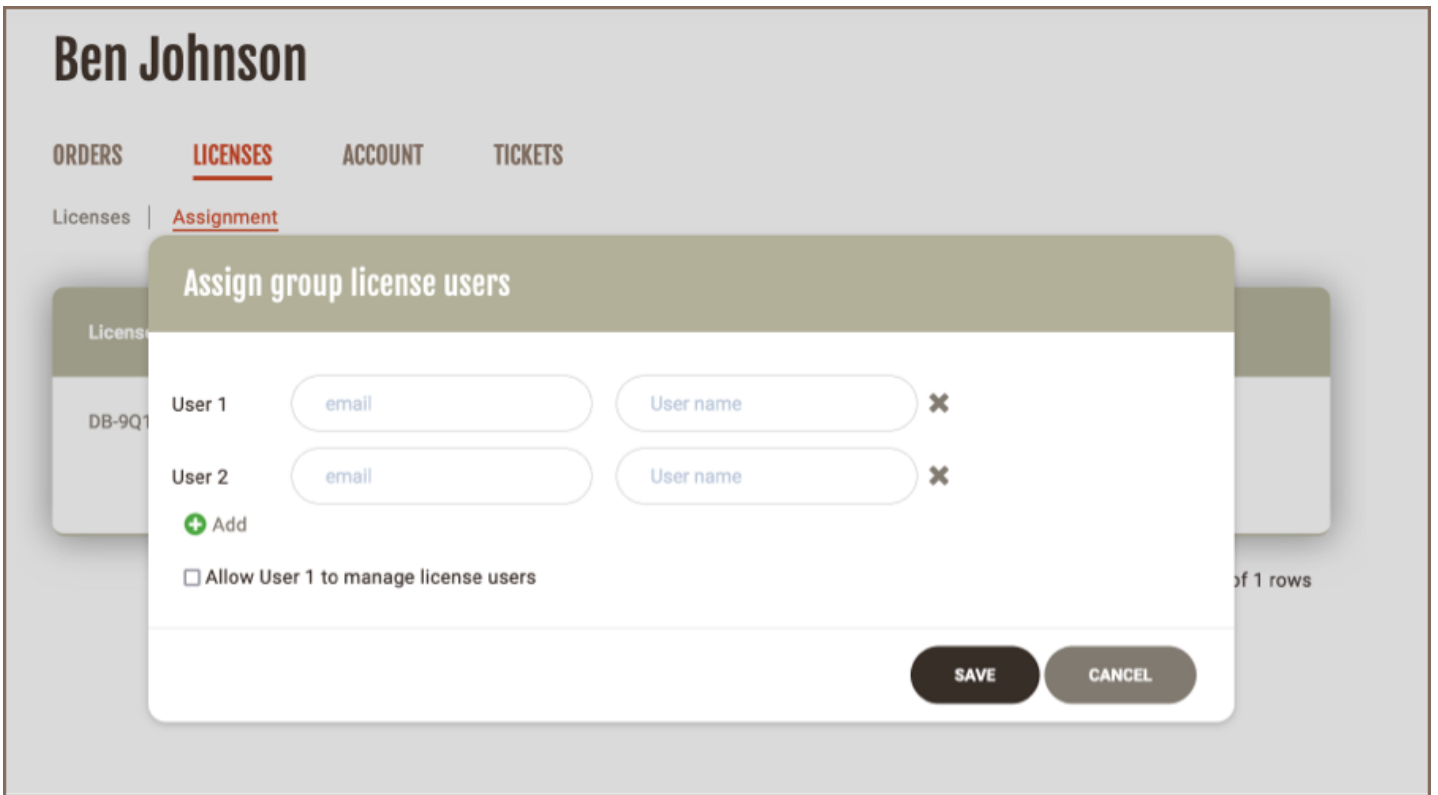 Ben Johnson
ORDERS LICENSES ACCOUNT TICKETS
Licenses | Assignment
Assign group license users
User 1 email User name
User 2 email User name
Add
Allow User 1 to manage license users
of 1 rows
SAVE CANCEL